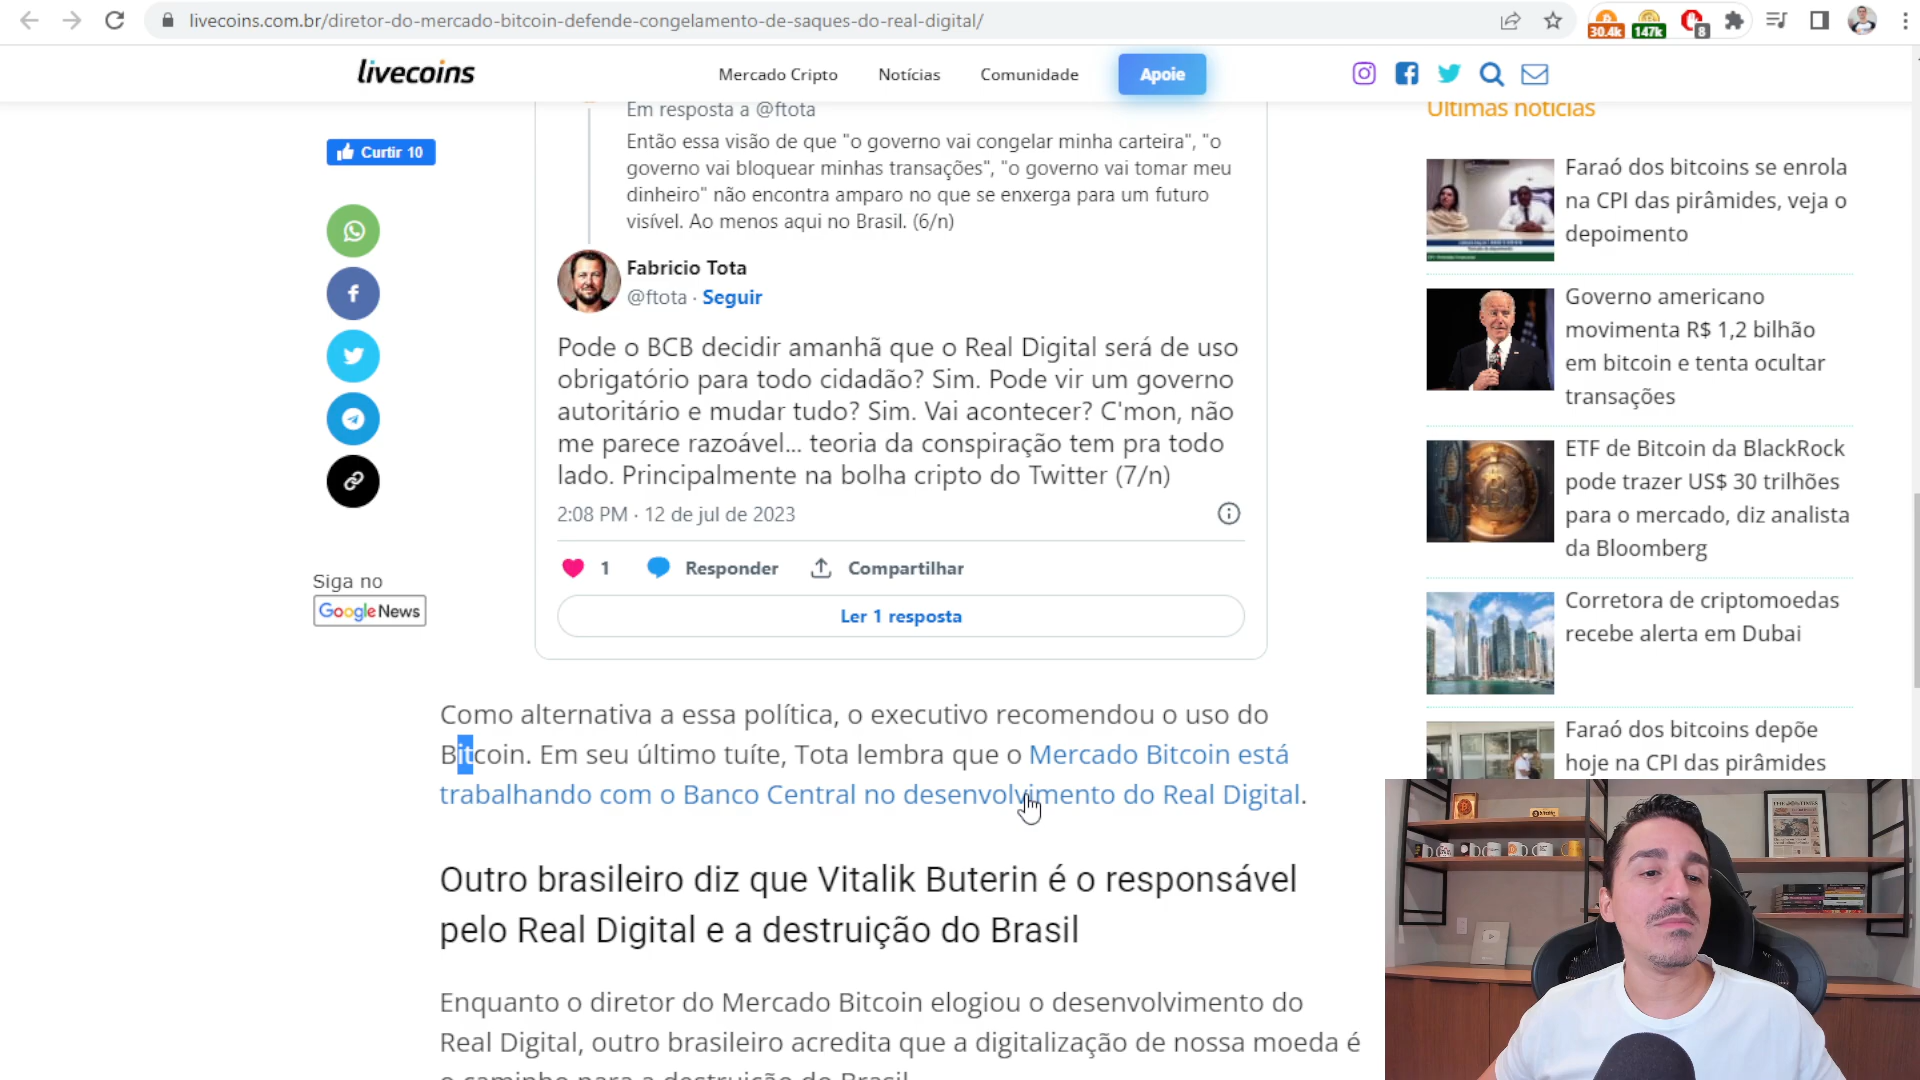 livecoins.com.br/diretor-do-mercado-bitcoin-defende-congelamento-de-saques-do-real-digital/
30.4k
147k
8
livecoins
Mercado Cripto
Notícias
Comunidade
Apoie
Curtir 10
Siga no
Google News
Em resposta a @ftota
Então essa visão de que "o governo vai congelar minha carteira", "o
governo vai bloquear minhas transações", "o governo vai tomar meu
dinheiro" não encontra amparo no que se enxerga para um futuro
visível. Ao menos aqui no Brasil. (6/n)
Fabricio Tota
@ftota · Seguir
Pode o BCB decidir amanhã que o Real Digital será de uso
obrigatório para todo cidadão? Sim. Pode vir um governo
autoritário e mudar tudo? Sim. Vai acontecer? C'mon, não
me parece razoável... teoria da conspiração tem pra todo
lado. Principalmente na bolha cripto do Twitter (7/n)
2:08 PM · 12 de jul de 2023
1
Responder
Compartilhar
Ler 1 resposta
Como alternativa a essa política, o executivo recomendou o uso do
Bitcoin. Em seu último tuíte, Tota lembra que o Mercado Bitcoin está
trabalhando com o Banco Central no desenvolvimento do Real Digital.
Outro brasileiro diz que Vitalik Buterin é o responsável
pelo Real Digital e a destruição do Brasil
Enquanto o diretor do Mercado Bitcoin elogiou o desenvolvimento do
Real Digital, outro brasileiro acredita que a digitalização de nossa moeda é
o caminho para a destruição do Brasil.
Últimas notícias
Faraó dos bitcoins se enrola
na CPI das pirâmides, veja o
depoimento
Governo americano
movimenta R$ 1,2 bilhão
em bitcoin e tenta ocultar
transações
ETF de Bitcoin da BlackRock
pode trazer US$ 30 trilhões
para o mercado, diz analista
da Bloomberg
Corretora de criptomoedas
recebe alerta em Dubai
Faraó dos bitcoins depõe
hoje na CPI das pirâmides